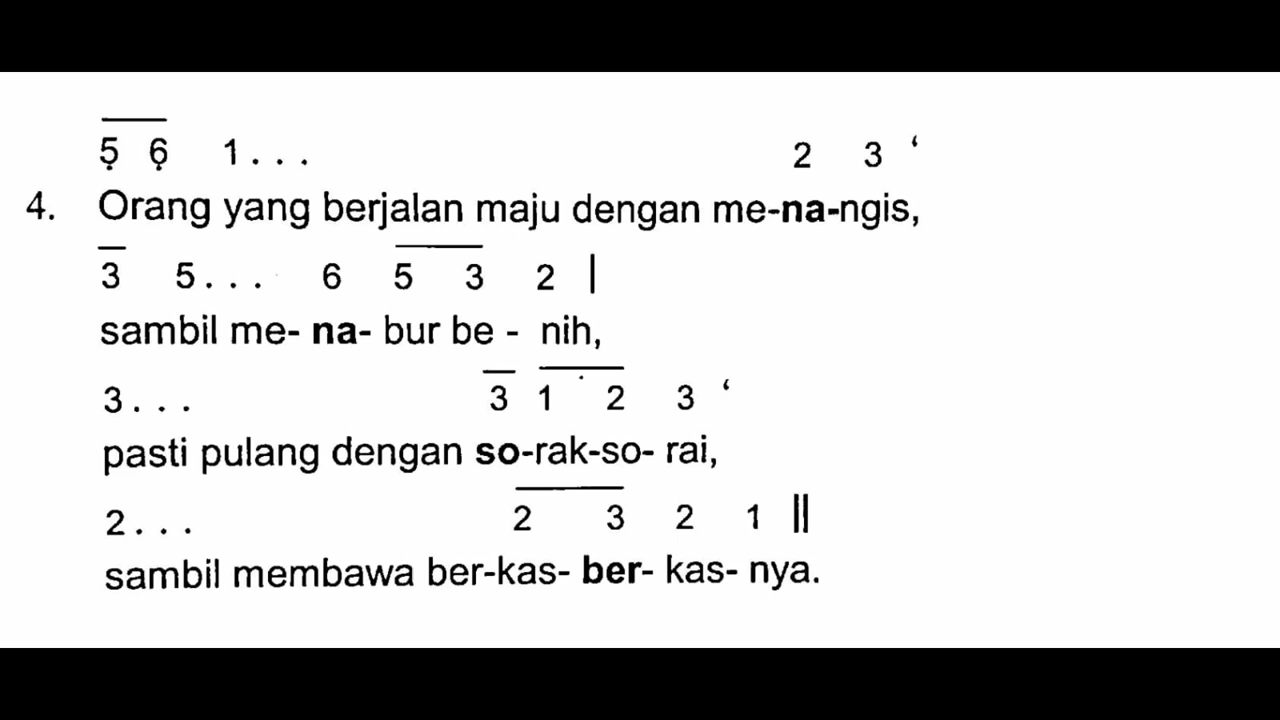 5̣ 6̣ 1 . . . 2 3 ‘
4. Orang yang berjalan maju dengan me-na-ngis,
3 5 . . . 6 5 3 2 |
sambil me- na- bur be - nih,
3 . . . 3 1 2 3 ‘
pasti pulang dengan so-rak-so- rai,
2 . . . 2 3 2 1 ||
sambil membawa ber-kas- ber- kas- nya.